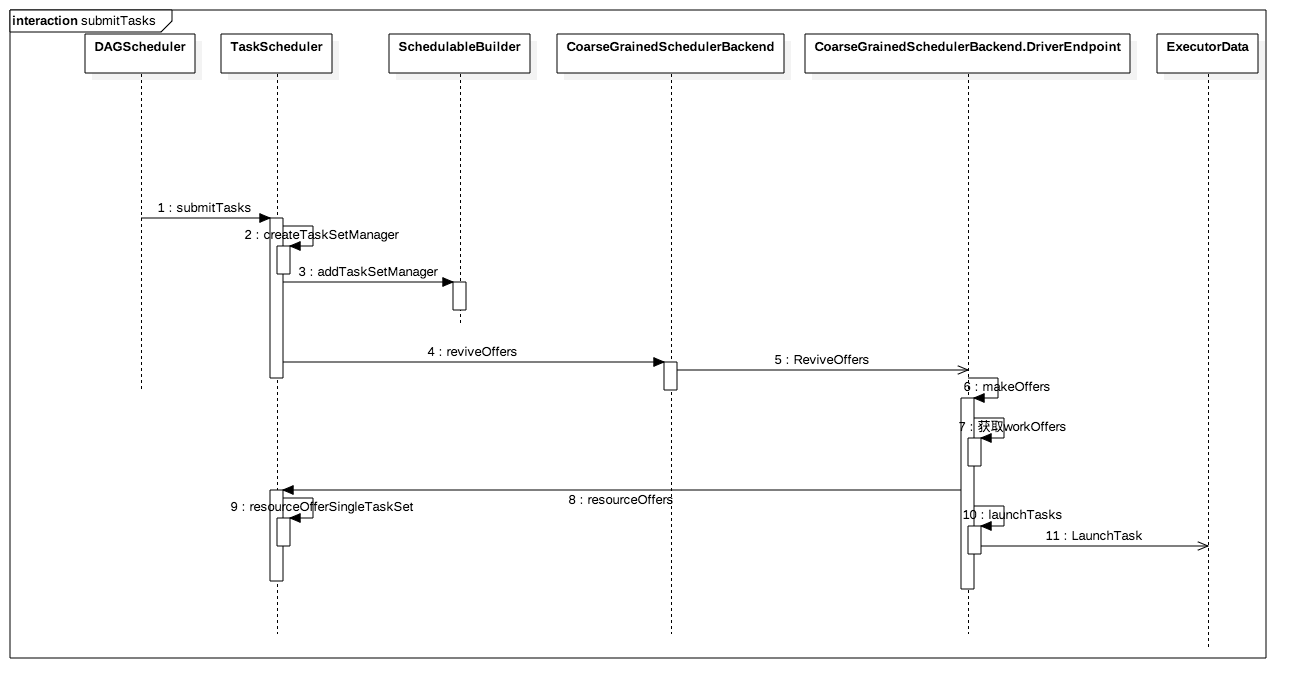 interaction submitTasks
DAGScheduler
TaskScheduler
SchedulableBuilder
CoarseGrainedSchedulerBackend
CoarseGrainedSchedulerBackend.DriverEndpoint
ExecutorData
1 : submitTasks
2 : createTaskSetManager
3 : addTaskSetManager
4 : reviveOffers
5 : ReviveOffers
6 : makeOffers
7 : 获取workOffers
8 : resourceOffers
9 : resourceOfferSingleTaskSet
10 : launchTasks
11 : LaunchTask